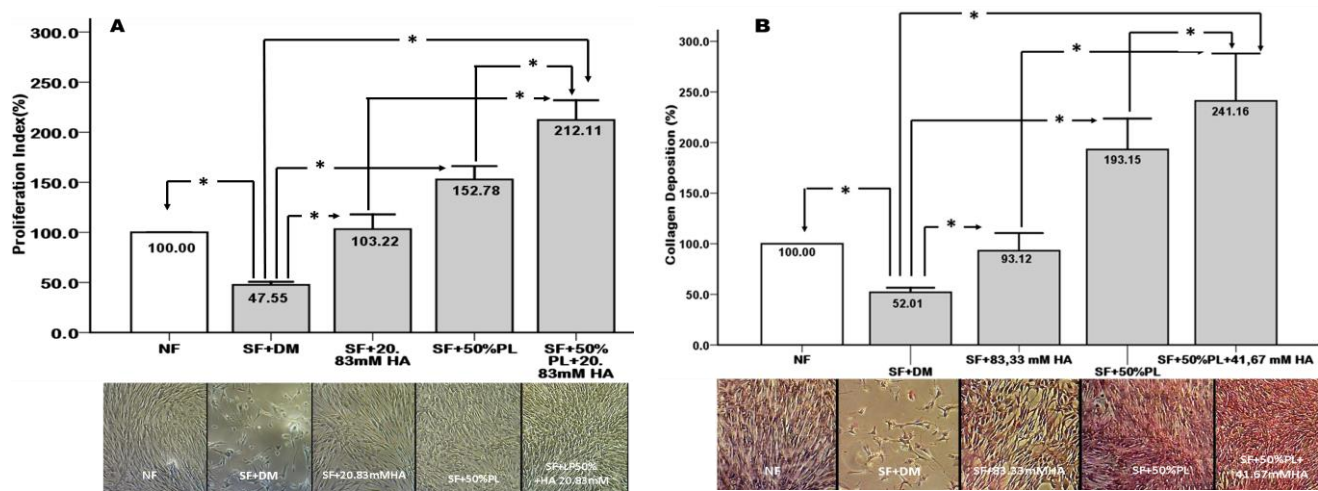 A
Proliferation Index(%)
300.0
250.0
200.0
150.0
100.0
50.0
0.0
*
*
*
*
*
*
100.00
47.55
103.22
152.78
212.11
NF
SF+DM
SF+20.
83mM HA
SF+50%PL
SF+50%
PL+20.
83mM HA
NF
SF+DM
SF+20.83mMHA
SF+50%PL
SF+LP50%
+HA 20.83mM
B
Collagen Deposition (%)
300.0
250.0
200.0
150.0
100.0
50.0
0.0
*
*
*
*
*
*
100.00
52.01
93.12
193.15
241.16
NF
SF+DM
SF+83,33 mM HA
SF+50%PL
SF+50%PL+41,67 mM HA
NF
SF+DM
SF+83.33mMHA
SF+50%PL
SF+50%PL+
41.67mMHA